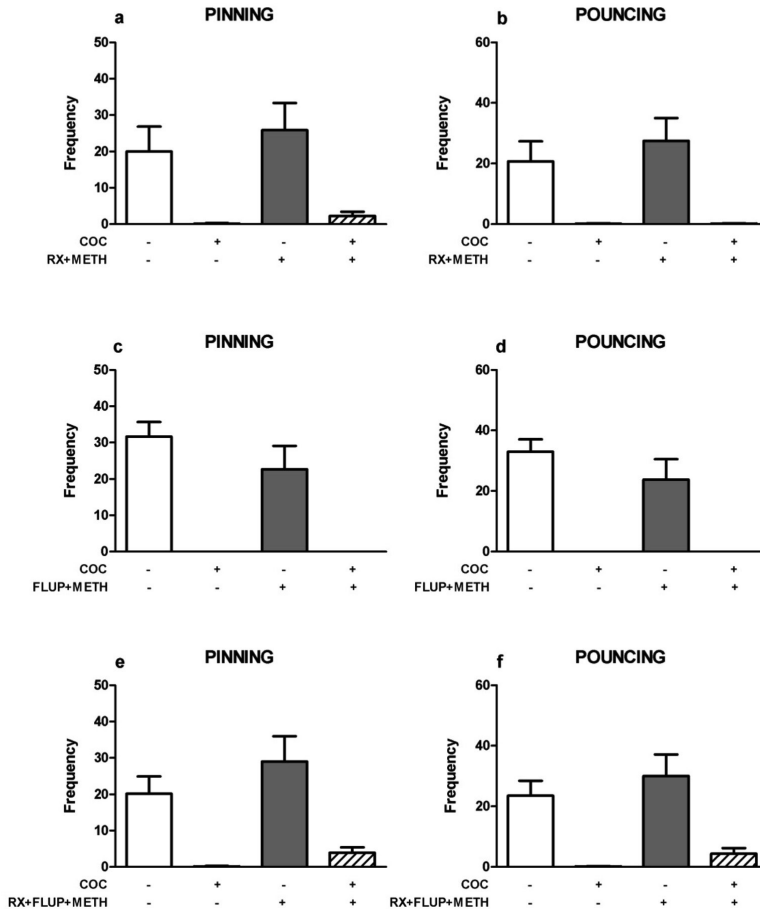 a PINNING
50
40
30
20
10
0
Frequency
COC - + - +
RX+METH - - + +
b POUNCING
60
40
20
0
Frequency
COC - + - +
RX+METH - - + +
c PINNING
50
40
30
20
10
0
Frequency
COC - + - +
FLUP+METH - - + +
d POUNCING
60
40
20
0
Frequency
COC - + - +
FLUP+METH - - + +
e PINNING
50
40
30
20
10
0
Frequency
COC - + - +
RX+FLUP+METH - - + +
f POUNCING
60
40
20
0
Frequency
COC - + - +
RX+FLUP+METH - - + +